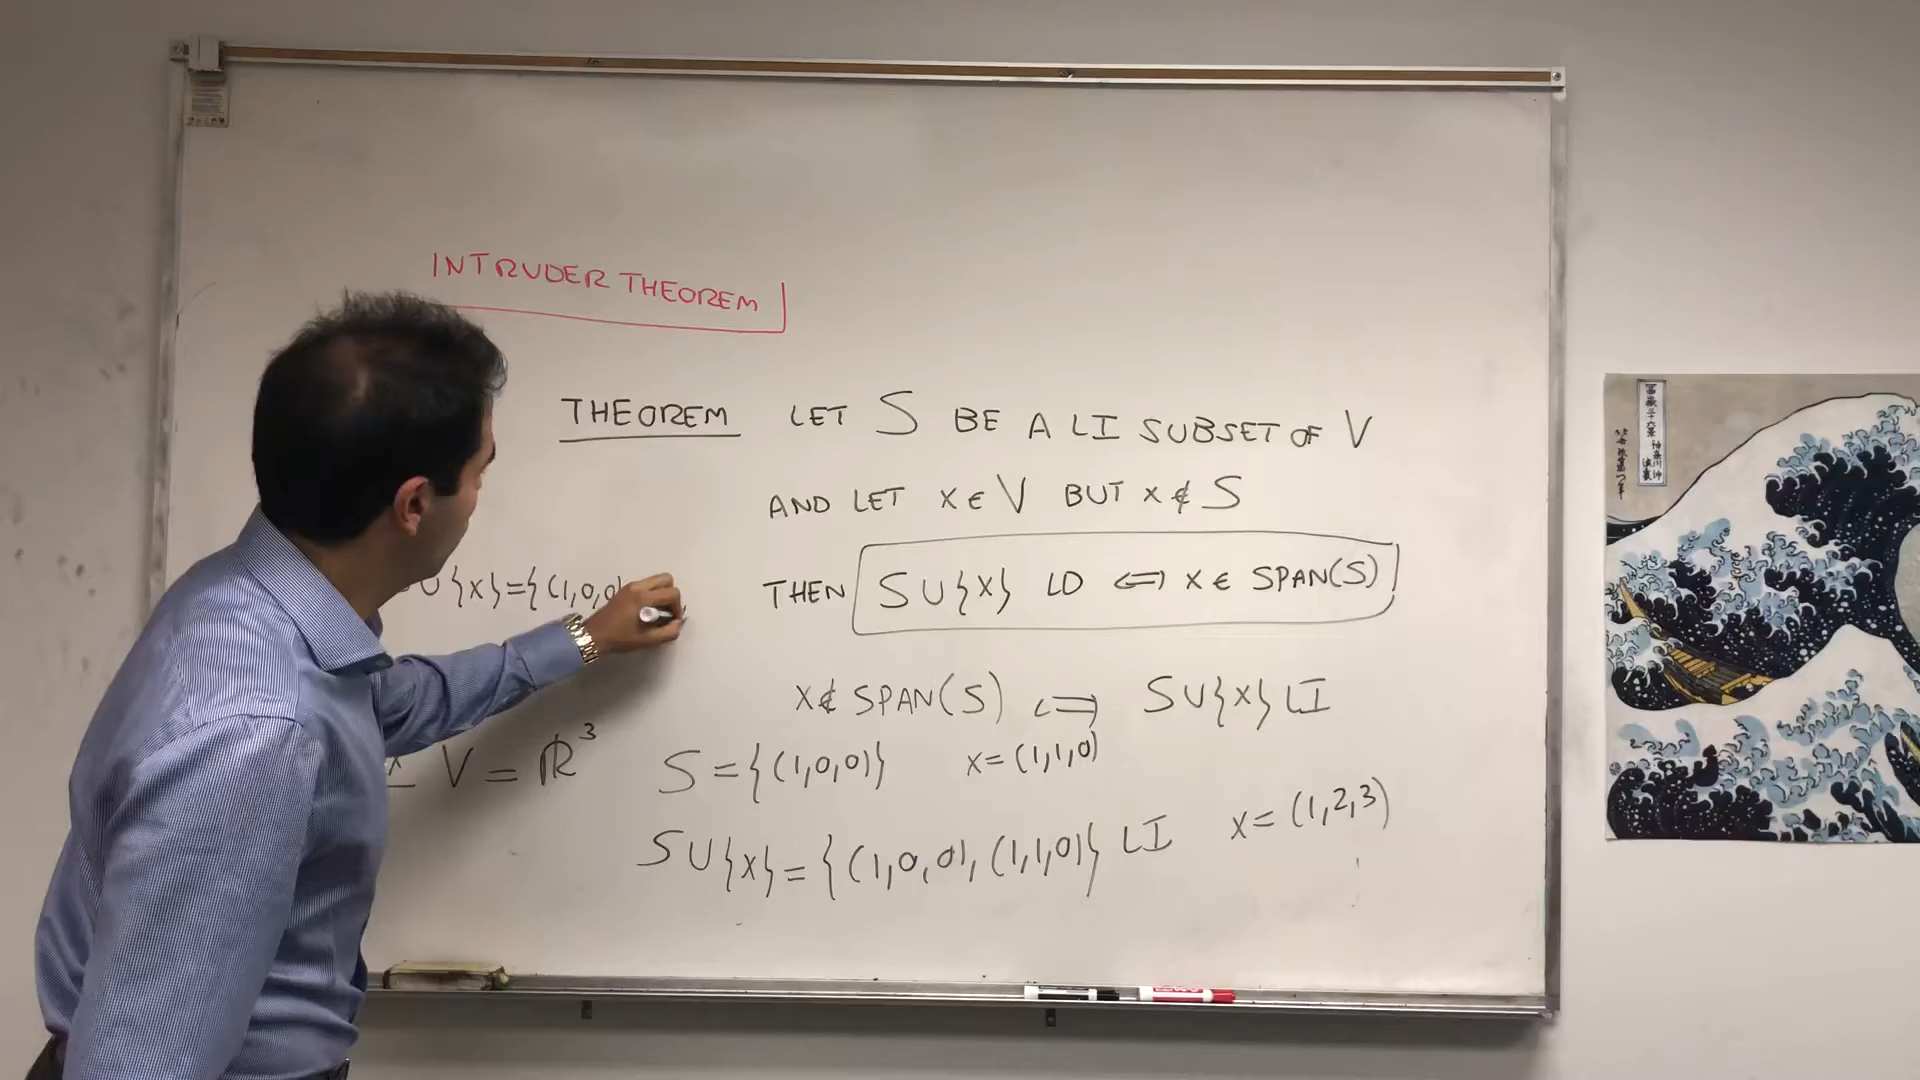 INTRUDER THEOREM
THEOREM LET S BE A LI SUBSET OF V
AND LET X ∈ V BUT X ∉ S
THEN S∪{X} LD ⟺ X ∈ SPAN(S)
∪{X}={(1,0,0)
X ∉ SPAN(S) ⟺ S∪{X} LI
V = ℝ³ S={(1,0,0)} X=(1,1,0)
S∪{X}={(1,0,0),(1,1,0)} LI X=(1,2,3)